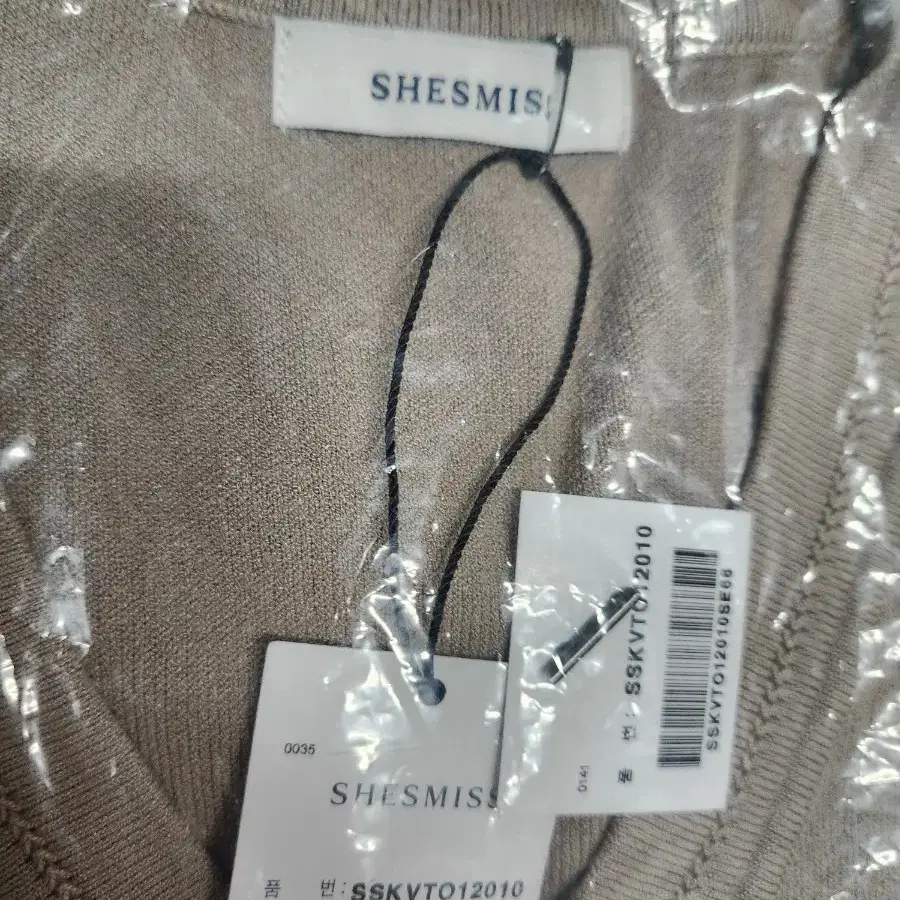 SHESMISS
0035
SHESMISS
품 번: SSKVTO12010
품 번: SSKVTO12010
SSKVTO12010SE66
0141